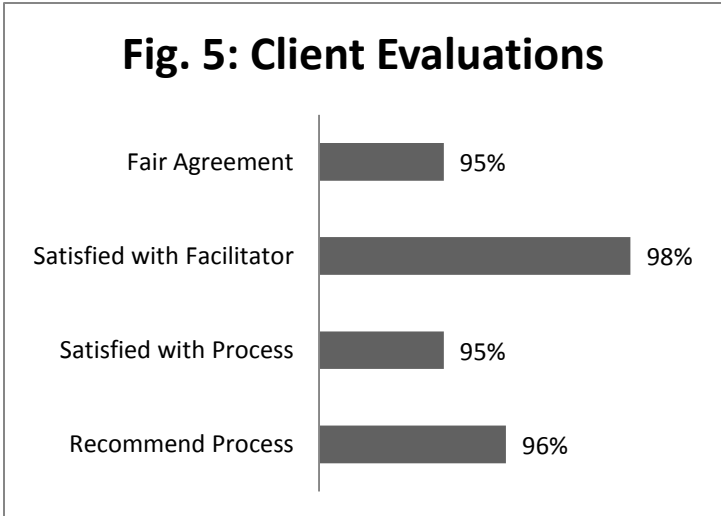 Fig. 5: Client Evaluations
Fair Agreement 95%
Satisfied with Facilitator 98%
Satisfied with Process 95%
Recommend Process 96%